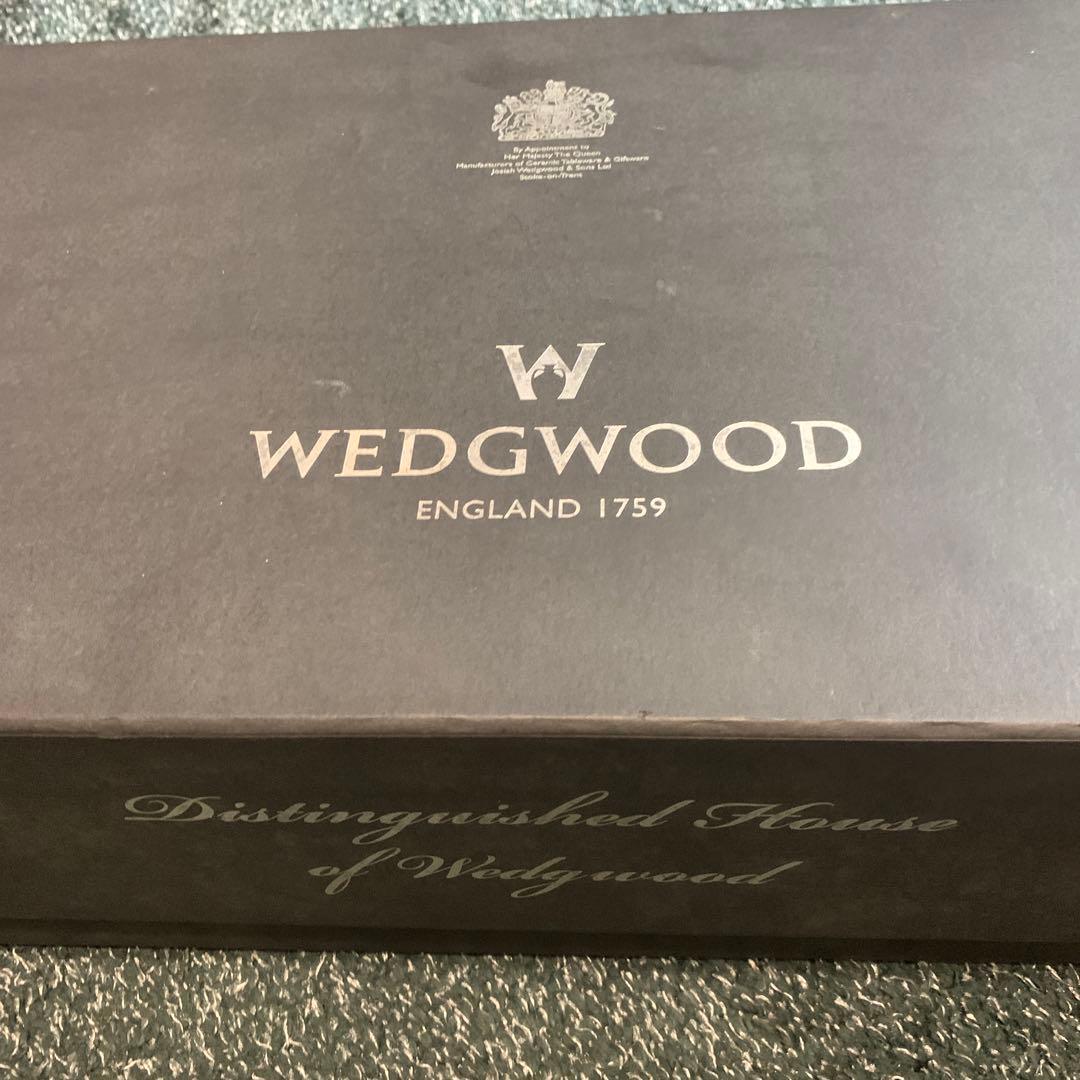 By Appointment to
Her Majesty The Queen
Manufacturers of Ceramic Tableware & Giftware
Josiah Wedgwood & Sons Ltd
Stoke-on-Trent
W
WEDGWOOD
ENGLAND 1759
Distinguished House
of Wedgwood